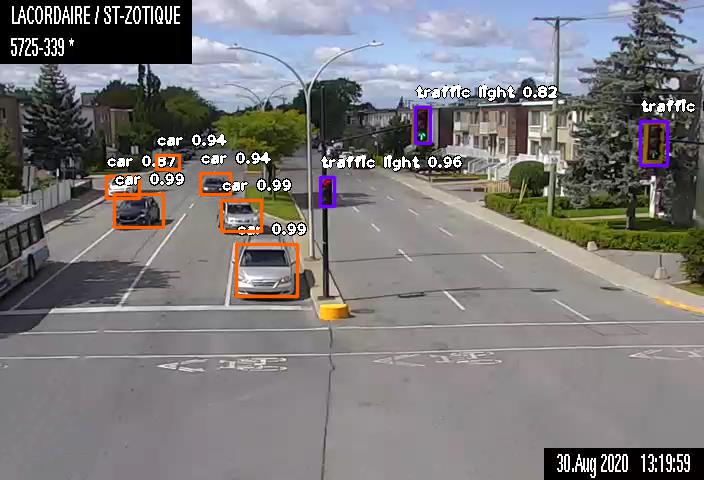 LACORDAIRE / ST-ZOTIQUE
5725-339 *
traffic light 0.82
traffic
car 0.94
car 0.87
car 0.94
traffic light 0.96
car 0.99
car 0.99
car 0.99
30.Aug 2020 13:19:59